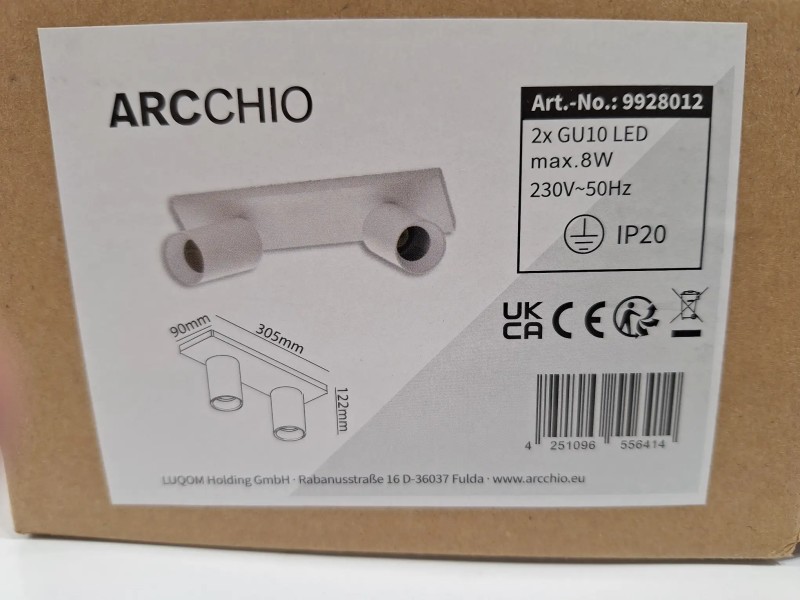 ARCCHIO
Art.-No.: 9928012
2x GU10 LED
max.8W
230V~50Hz
IP20
UK
CA CE
90mm
305mm
122mm
4 251096 556414
LUQOM Holding GmbH · Rabanusstraße 16 D-36037 Fulda · www.arcchio.eu